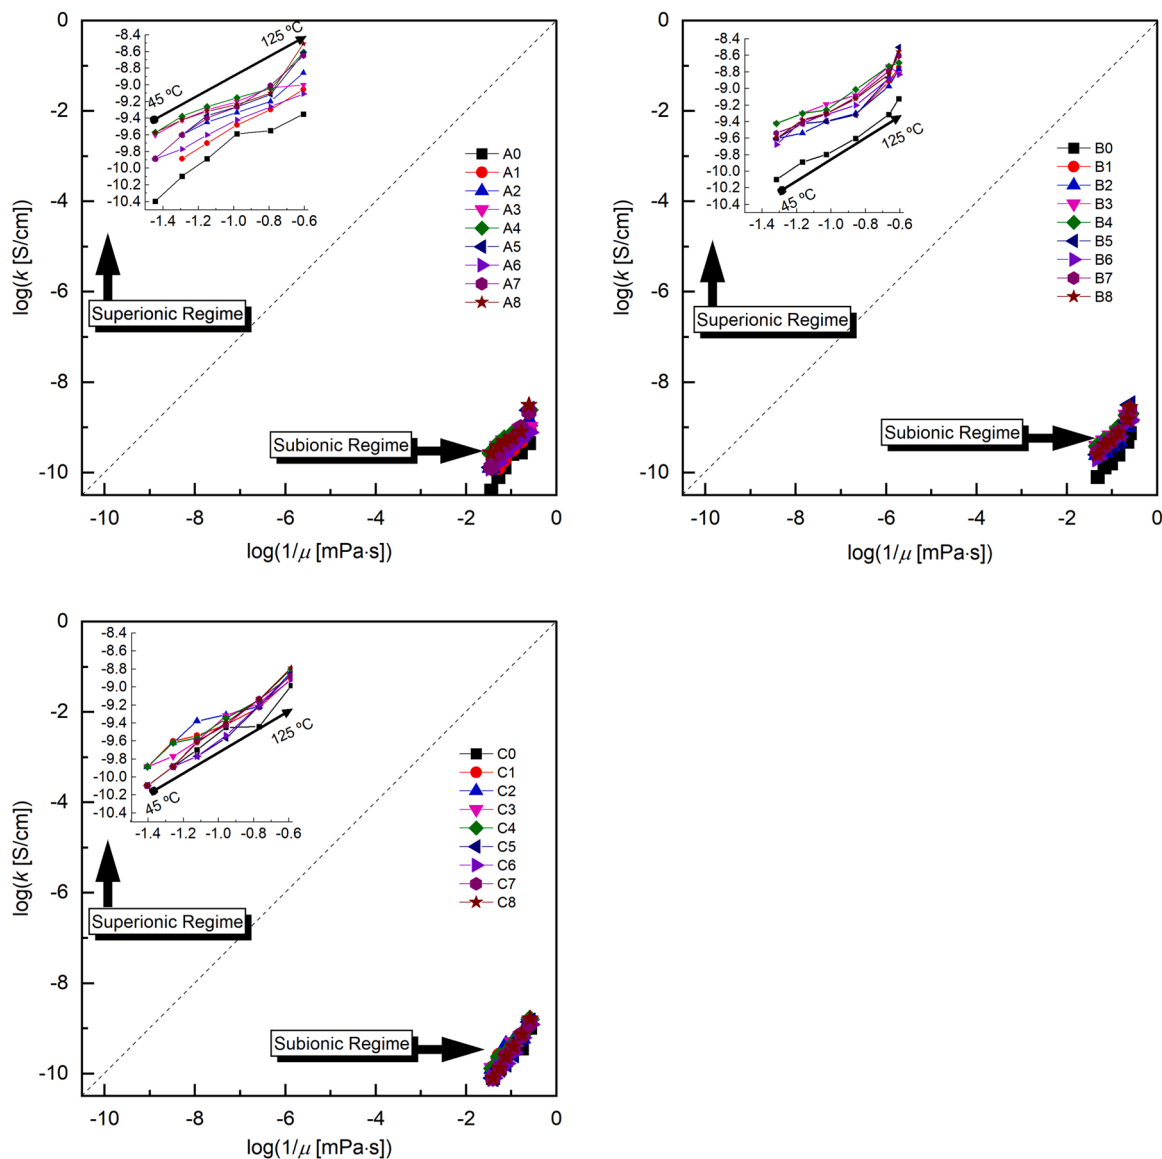 0
-2
-4
-6
-8
-10
log(k [S/cm])
-10
-8
-6
-4
-2
0
log(1/μ [mPa·s])
-8.4
-8.6
-8.8
-9.0
-9.2
-9.4
-9.6
-9.8
-10.0
-10.2
-10.4
-1.4
-1.2
-1.0
-0.8
-0.6
45 ºC
125 ºC
Superionic Regime
Subionic Regime
A0
A1
A2
A3
A4
A5
A6
A7
A8
0
-2
-4
-6
-8
-10
log(k [S/cm])
-10
-8
-6
-4
-2
0
log(1/μ [mPa·s])
-8.4
-8.6
-8.8
-9.0
-9.2
-9.4
-9.6
-9.8
-10.0
-10.2
-10.4
-1.4
-1.2
-1.0
-0.8
-0.6
45 ºC
125 ºC
Superionic Regime
Subionic Regime
B0
B1
B2
B3
B4
B5
B6
B7
B8
0
-2
-4
-6
-8
-10
log(k [S/cm])
-10
-8
-6
-4
-2
0
log(1/μ [mPa·s])
-8.4
-8.6
-8.8
-9.0
-9.2
-9.4
-9.6
-9.8
-10.0
-10.2
-10.4
-1.4
-1.2
-1.0
-0.8
-0.6
45 ºC
125 ºC
Superionic Regime
Subionic Regime
C0
C1
C2
C3
C4
C5
C6
C7
C8